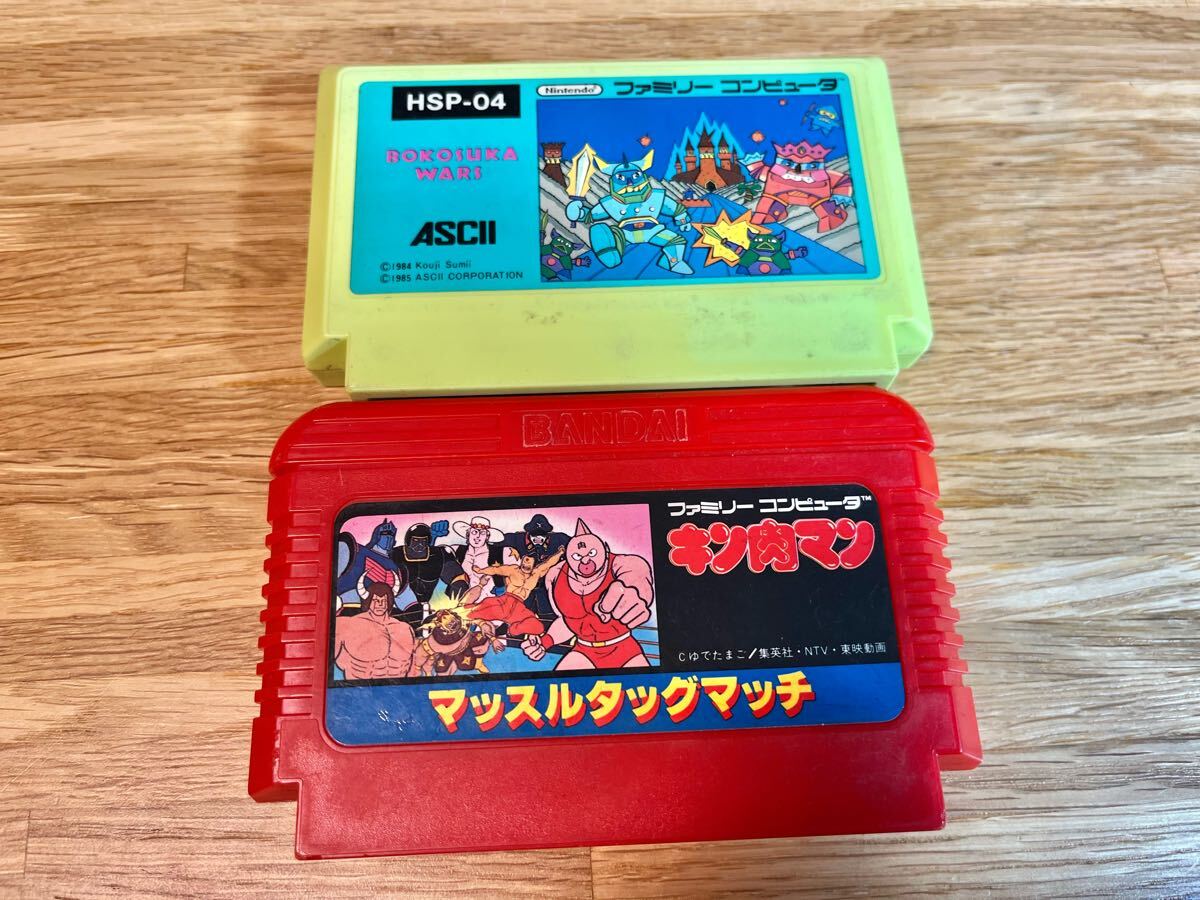 HSP-04
Nintendo ファミリー コンピュータ™
BOKOSUKA
WARS
ASCII
©1984 Kouji Sumii
©1985 ASCII CORPORATION
BANDAI
ファミリー コンピュータ™
キン肉マン
肉
©ゆでたまご/集英社・NTV・東映動画
マッスルタッグマッチ